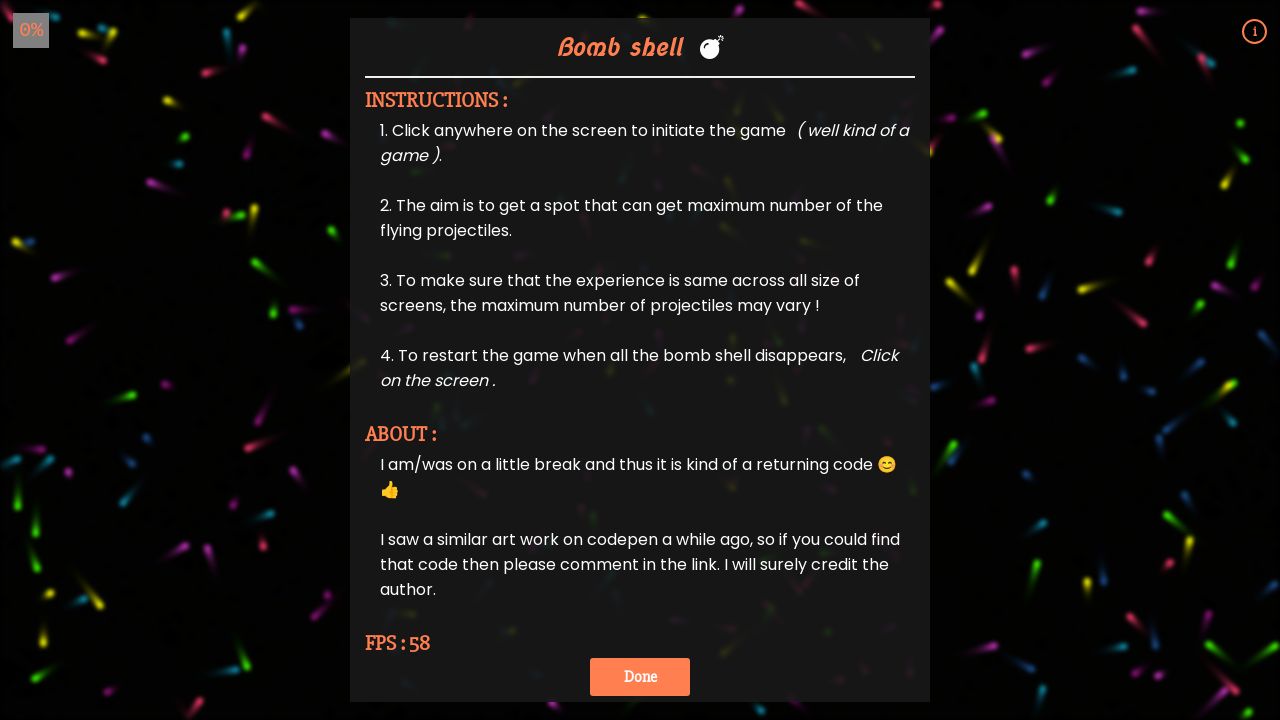 0%
Bomb shell 💣
i
INSTRUCTIONS :
1. Click anywhere on the screen to initiate the game ( well kind of a
game ).
2. The aim is to get a spot that can get maximum number of the
flying projectiles.
3. To make sure that the experience is same across all size of
screens, the maximum number of projectiles may vary !
4. To restart the game when all the bomb shell disappears, Click
on the screen .
ABOUT :
I am/was on a little break and thus it is kind of a returning code 😊
👍
I saw a similar art work on codepen a while ago, so if you could find
that code then please comment in the link. I will surely credit the
author.
FPS : 58
Done